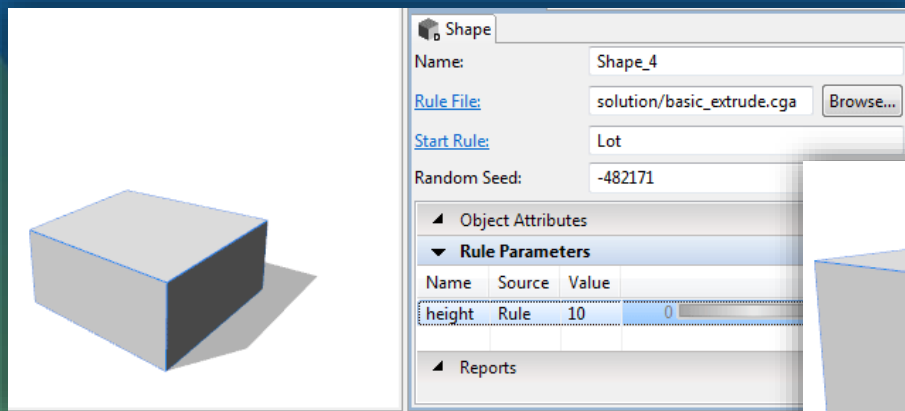 Shape
Name: Shape_4
Rule File: solution/basic_extrude.cga Browse...
Start Rule: Lot
Random Seed: -482171
Object Attributes
Rule Parameters
Name Source Value
height Rule 10 0
Reports